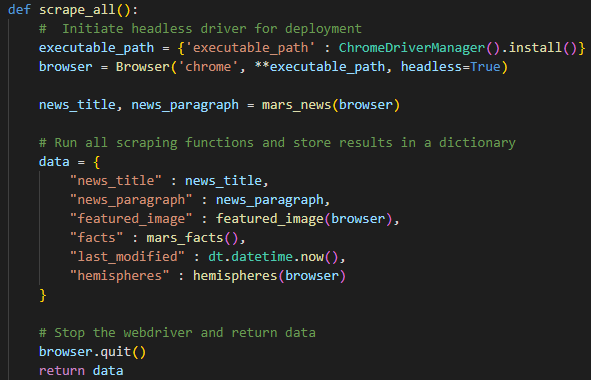 def scrape_all():
    #  Initiate headless driver for deployment
    executable_path = {'executable_path' : ChromeDriverManager().install()}
    browser = Browser('chrome', **executable_path, headless=True)

    news_title, news_paragraph = mars_news(browser)

    # Run all scraping functions and store results in a dictionary
    data = {
        "news_title" : news_title,
        "news_paragraph" : news_paragraph,
        "featured_image" : featured_image(browser),
        "facts" : mars_facts(),
        "last_modified" : dt.datetime.now(),
        "hemispheres" : hemispheres(browser)
    }

    # Stop the webdriver and return data
    browser.quit()
    return data